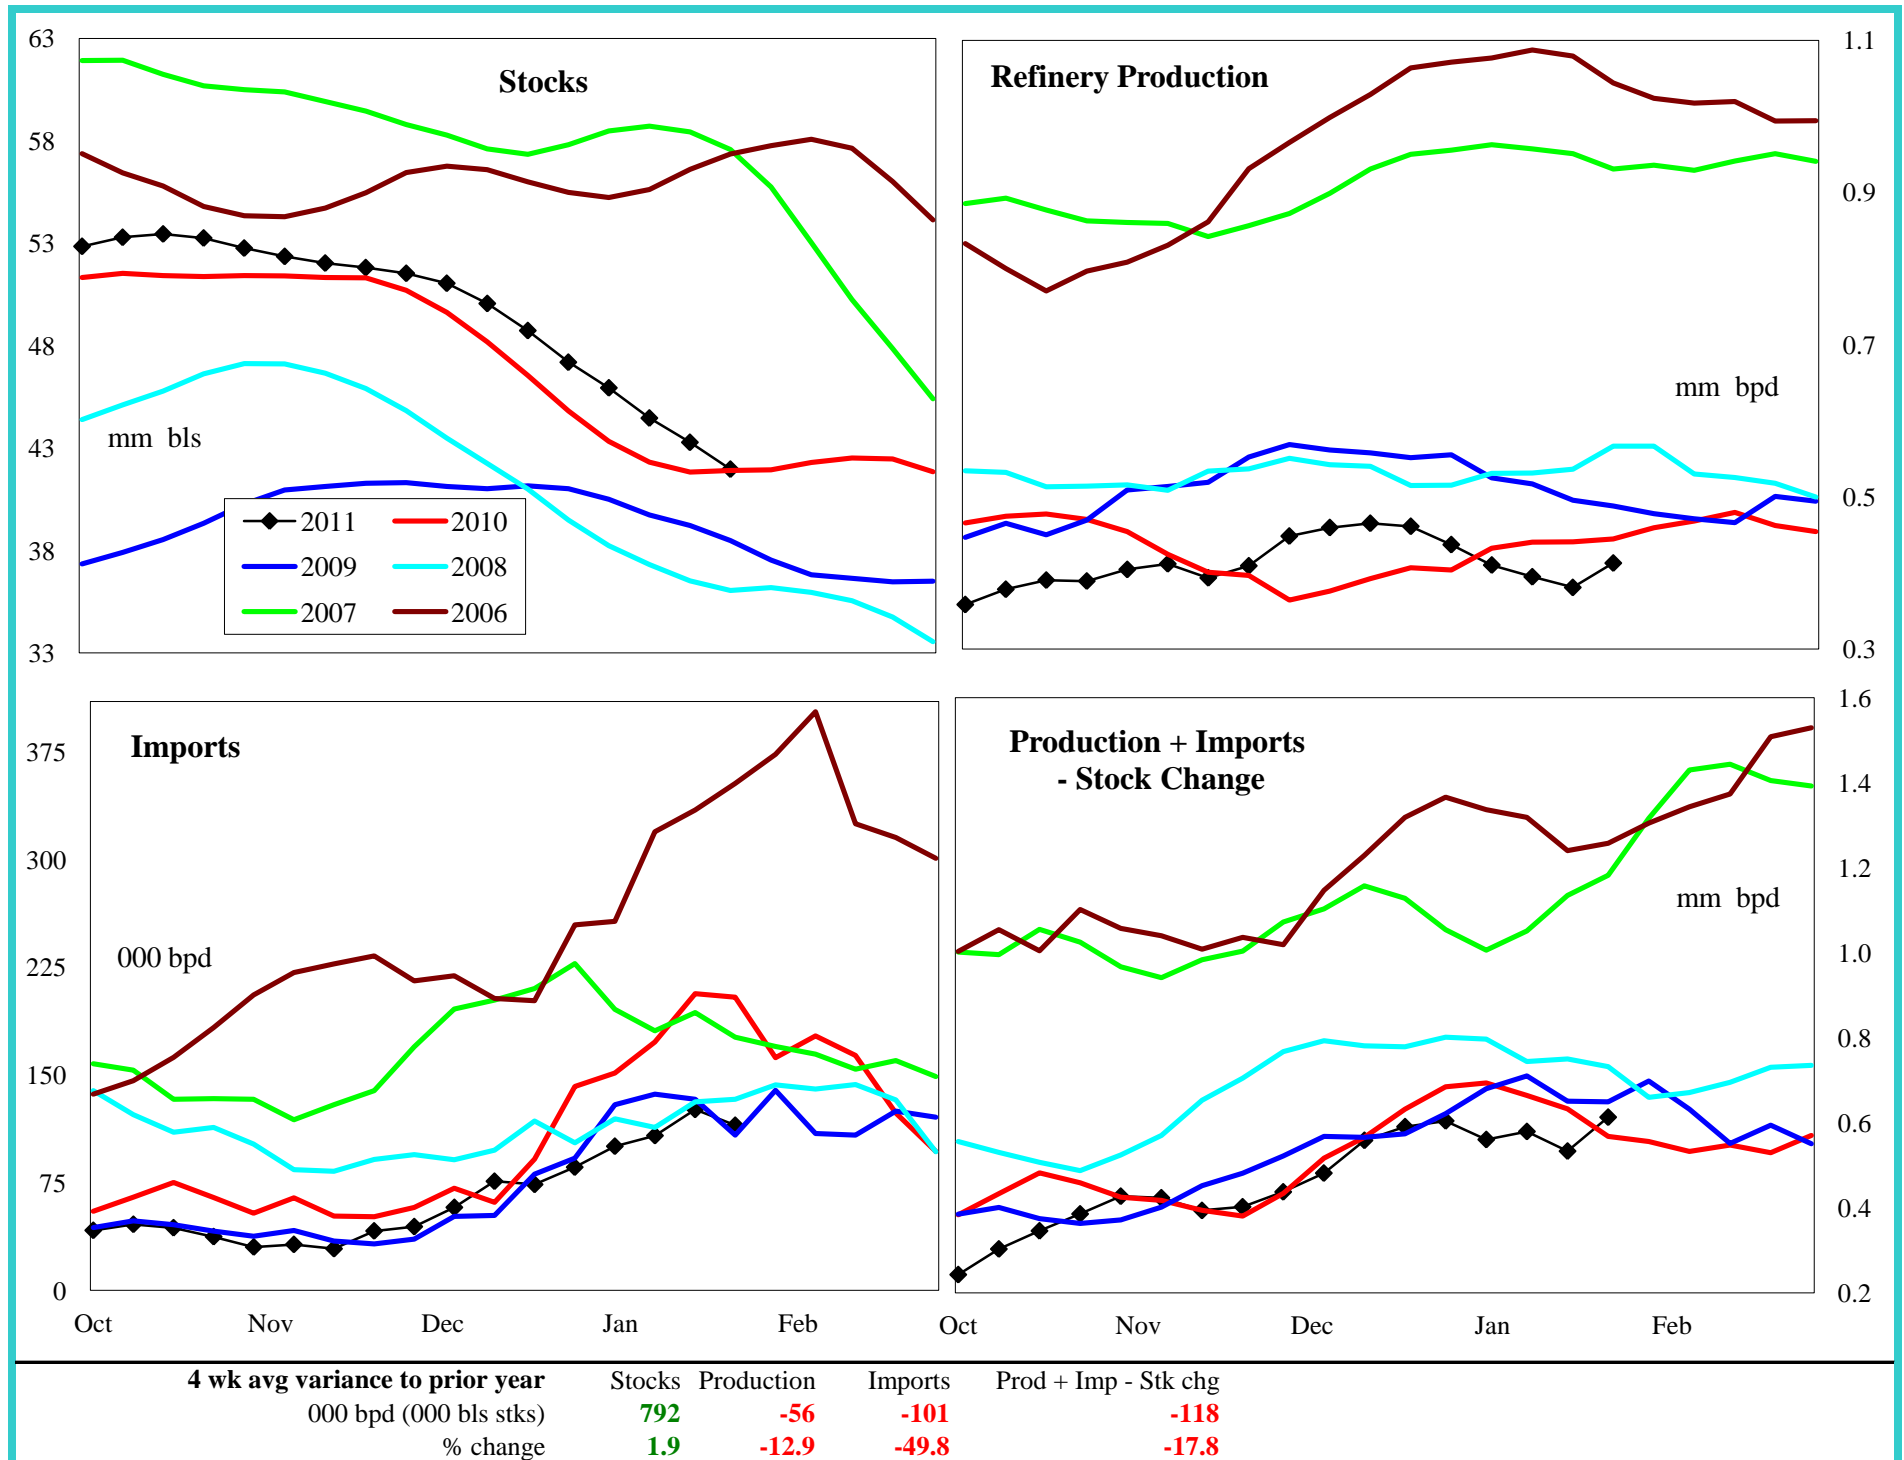 Stocks
63
58
53
48
43
38
33
mm bls
2011
2010
2009
2008
2007
2006
Refinery Production
1.1
0.9
0.7
0.5
0.3
mm bpd
Imports
375
300
225
150
75
0
000 bpd
Oct Nov Dec Jan Feb
Production + Imports
- Stock Change
1.6
1.4
1.2
1.0
0.8
0.6
0.4
0.2
mm bpd
Oct Nov Dec Jan Feb
4 wk avg variance to prior year Stocks Production Imports Prod + Imp - Stk chg
000 bpd (000 bls stks) 792 -56 -101 -118
% change 1.9 -12.9 -49.8 -17.8